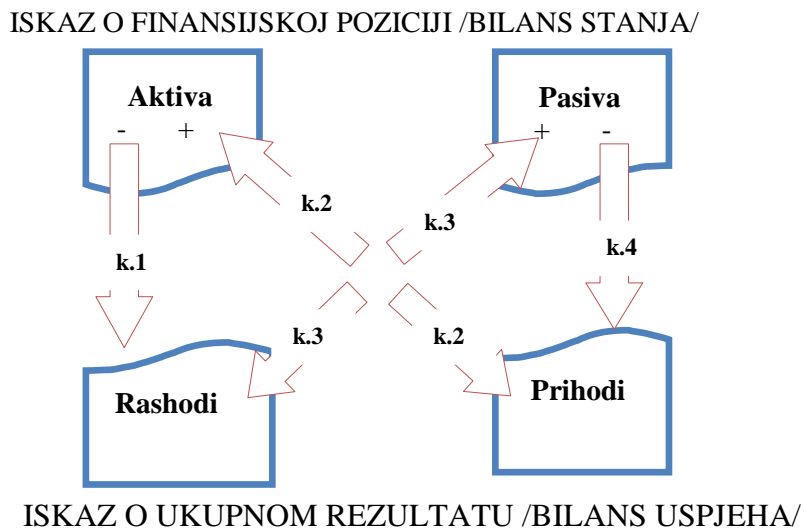 ISKAZ O FINANSIJSKOJ POZICIJI /BILANS STANJA/
Aktiva
- +
Pasiva
+ -
k.2
k.3
k.1
k.4
k.3
k.2
Rashodi
Prihodi
ISKAZ O UKUPNOM REZULTATU /BILANS USPJEHA/